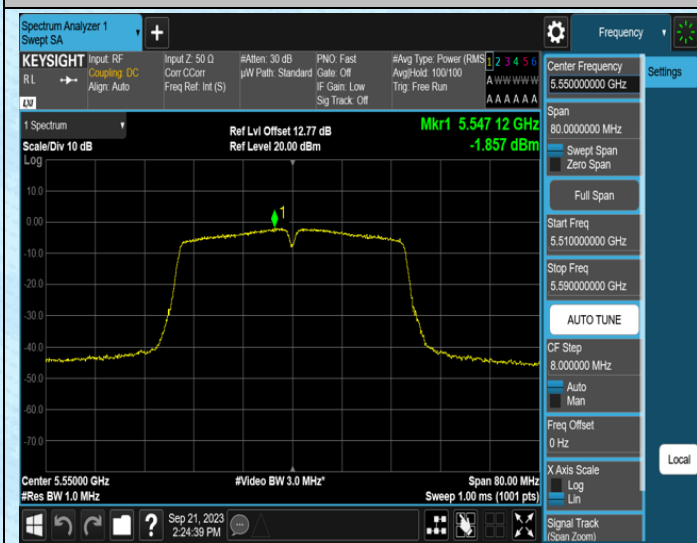 Spectrum Analyzer 1
Swept SA
Frequency
KEYSIGHT
RL
LXI
Input: RF
Coupling: DC
Align: Auto
Input Z: 50 Ω
Corr CCorr
Freq Ref: Int (S)
#Atten: 30 dB
µW Path: Standard
PNO: Fast
Gate: Off
IF Gain: Low
Sig Track: Off
#Avg Type: Power (RMS
Avg|Hold: 100/100
Trig: Free Run
1 2 3 4 5 6
A W W W W W
A A A A A A
1 Spectrum
Scale/Div 10 dB
Log
Ref Lvl Offset 12.77 dB
Ref Level 20.00 dBm
Mkr1 5.547 12 GHz
-1.857 dBm
1
10.0
0.00
-10.0
-20.0
-30.0
-40.0
-50.0
-60.0
-70.0
Center 5.55000 GHz
#Res BW 1.0 MHz
#Video BW 3.0 MHz*
Span 80.00 MHz
Sweep 1.00 ms (1001 pts)
Center Frequency
5.550000000 GHz
Span
80.0000000 MHz
Swept Span
Zero Span
Full Span
Start Freq
5.510000000 GHz
Stop Freq
5.590000000 GHz
AUTO TUNE
CF Step
8.000000 MHz
Auto
Man
Freq Offset
0 Hz
X Axis Scale
Log
Lin
Signal Track
(Span Zoom)
Settings
Local
?
Sep 21, 2023
2:24:39 PM